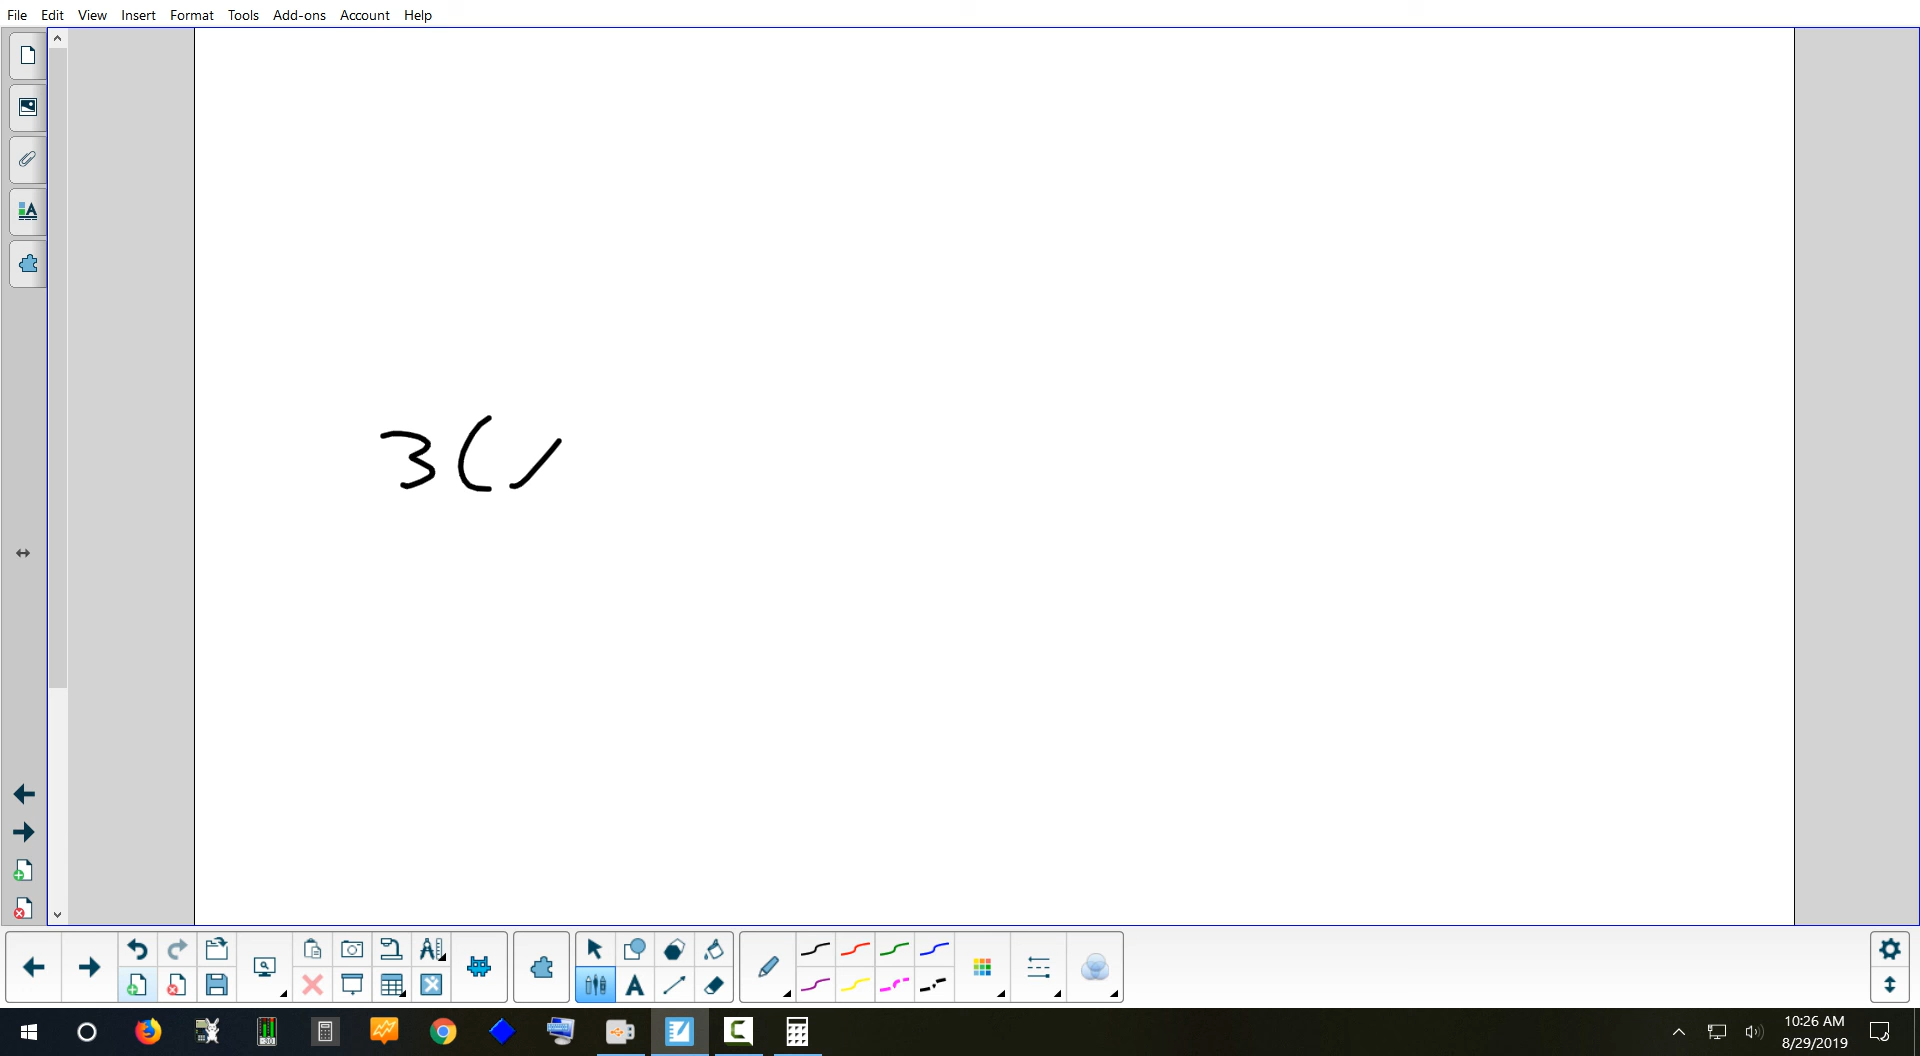 File Edit View Insert Format Tools Add-ons Account Help
3(
10:26 AM
8/29/2019